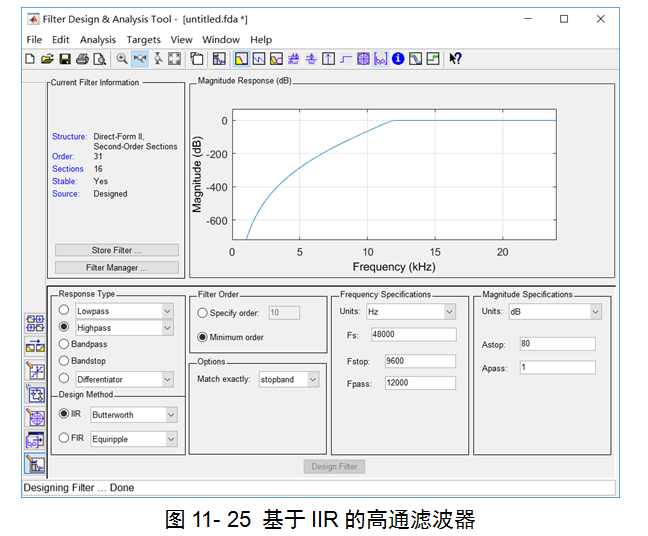 Filter Design & Analysis Tool - [untitled.fda *]
File Edit Analysis Targets View Window Help
Current Filter Information
Structure: Direct-Form II, Second-Order Sections
Order: 31
Sections 16
Stable: Yes
Source: Designed
Store Filter ...
Filter Manager ...
Magnitude Response (dB)
Magnitude (dB)
0
-200
-400
-600
0 5 10 15 20
Frequency (kHz)
Response Type
Lowpass
Highpass
Bandpass
Bandstop
Differentiator
Design Method
IIR Butterworth
FIR Equiripple
Filter Order
Specify order: 10
Minimum order
Options
Match exactly: stopband
Frequency Specifications
Units: Hz
Fs: 48000
Fstop: 9600
Fpass: 12000
Magnitude Specifications
Units: dB
Astop: 80
Apass: 1
Design Filter
Designing Filter ... Done
图 11- 25 基于 IIR 的高通滤波器